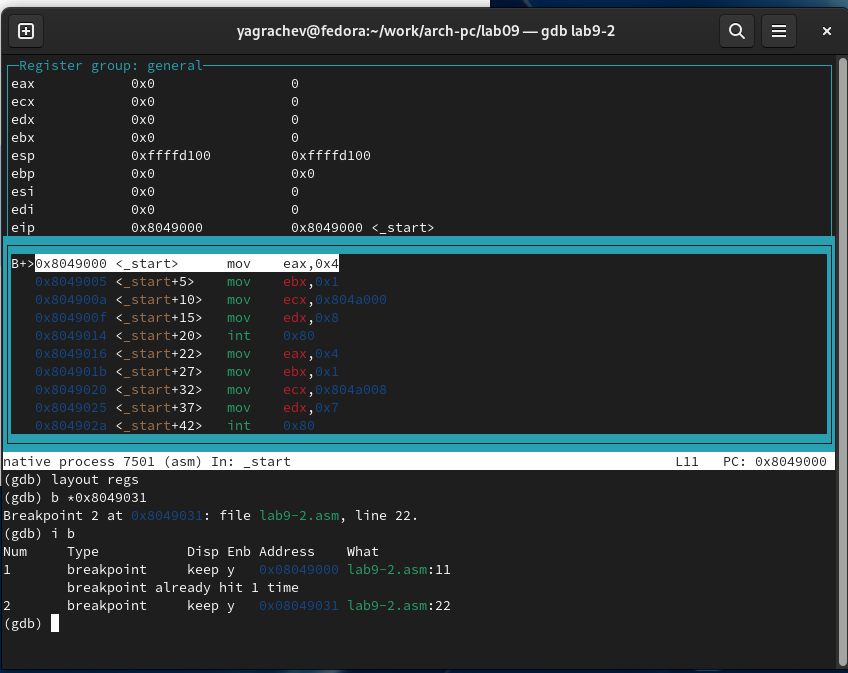 yagrachev@fedora:~/work/arch-pc/lab09 — gdb lab9-2
Register group: general
eax 0x0 0
ecx 0x0 0
edx 0x0 0
ebx 0x0 0
esp 0xffffd100 0xffffd100
ebp 0x0 0x0
esi 0x0 0
edi 0x0 0
eip 0x8049000 0x8049000 <_start>
B+>0x8049000 <_start> mov eax,0x4
0x8049005 <_start+5> mov ebx,0x1
0x804900a <_start+10> mov ecx,0x804a000
0x804900f <_start+15> mov edx,0x8
0x8049014 <_start+20> int 0x80
0x8049016 <_start+22> mov eax,0x4
0x804901b <_start+27> mov ebx,0x1
0x8049020 <_start+32> mov ecx,0x804a008
0x8049025 <_start+37> mov edx,0x7
0x804902a <_start+42> int 0x80
native process 7501 (asm) In: _start L11 PC: 0x8049000
(gdb) layout regs
(gdb) b *0x8049031
Breakpoint 2 at 0x8049031: file lab9-2.asm, line 22.
(gdb) i b
Num Type Disp Enb Address What
1 breakpoint keep y 0x08049000 lab9-2.asm:11
breakpoint already hit 1 time
2 breakpoint keep y 0x08049031 lab9-2.asm:22
(gdb)